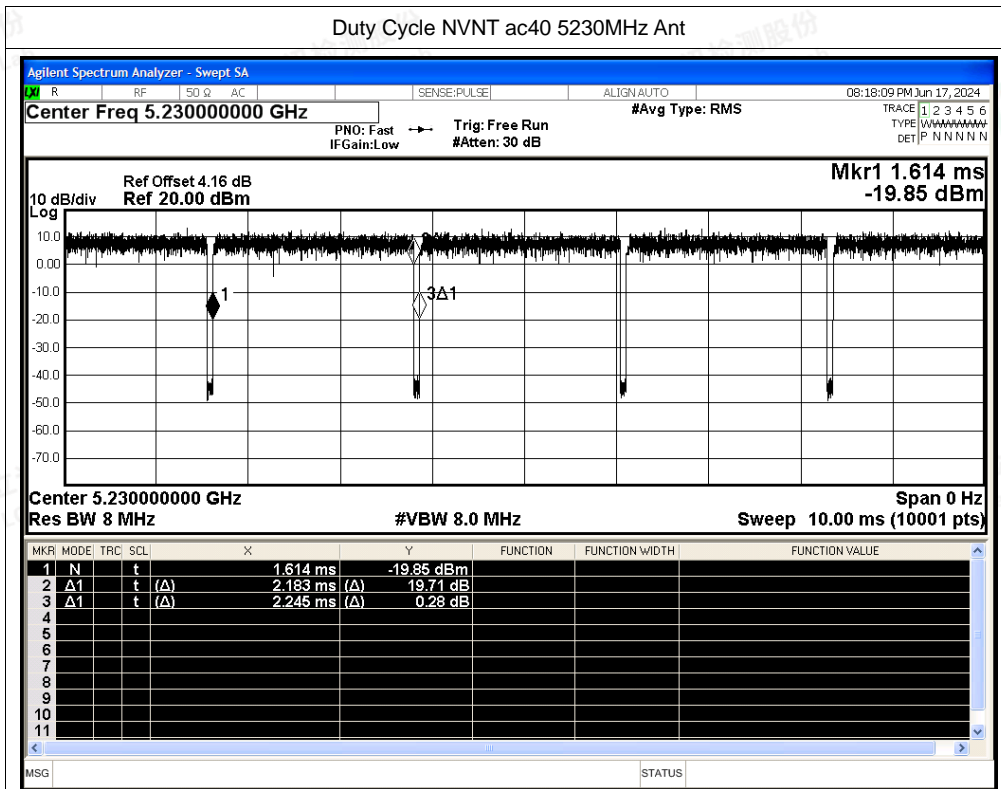 Duty Cycle NVNT ac40 5230MHz Ant
Agilent Spectrum Analyzer - Swept SA
LXI R RF 50 Ω AC SENSE:PULSE ALIGN AUTO 08:18:09 PM Jun 17, 2024
Center Freq 5.230000000 GHz #Avg Type: RMS TRACE 1 2 3 4 5 6
PNO: Fast Trig: Free Run TYPE WWWWWW
IFGain:Low #Atten: 30 dB DET P N N N N N
Mkr1 1.614 ms
Ref Offset 4.16 dB
10 dB/div Ref 20.00 dBm -19.85 dBm
Log
10.0
0.00
-10.0
1 3Δ1
-20.0
-30.0
-40.0
-50.0
-60.0
-70.0
Center 5.230000000 GHz Span 0 Hz
Res BW 8 MHz #VBW 8.0 MHz Sweep 10.00 ms (10001 pts)
MKR MODE TRC SCL X Y FUNCTION FUNCTION WIDTH FUNCTION VALUE
1 N t 1.614 ms -19.85 dBm
2 Δ1 t (Δ) 2.183 ms (Δ) 19.71 dB
3 Δ1 t (Δ) 2.245 ms (Δ) 0.28 dB
4
5
6
7
8
9
10
11
MSG STATUS